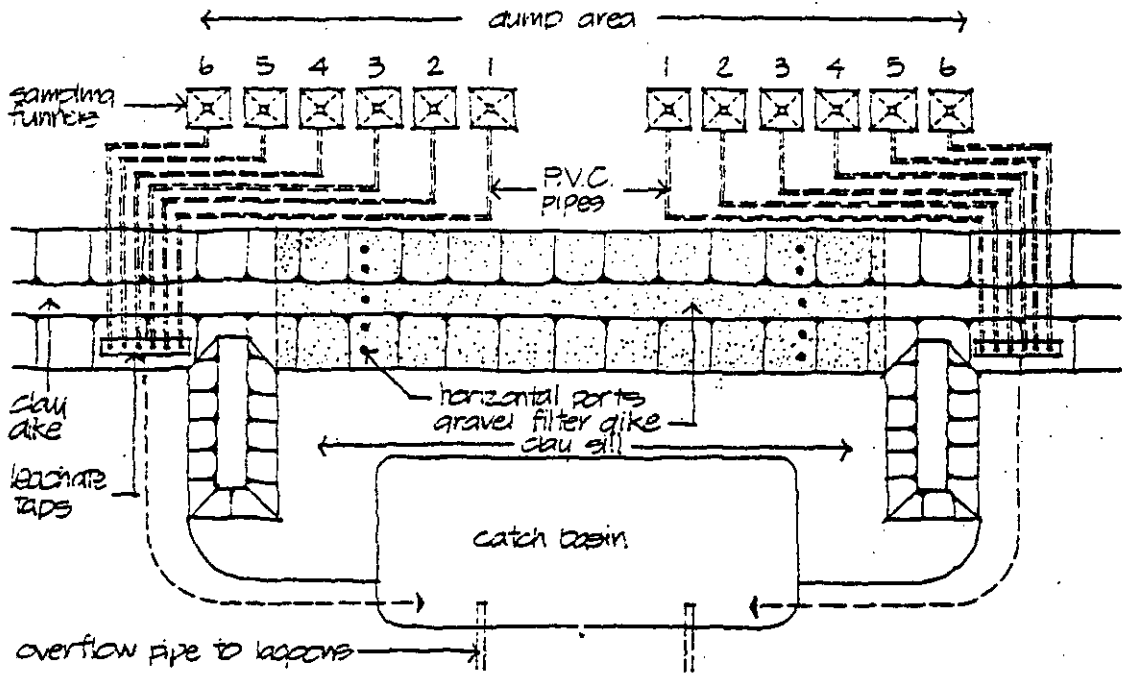 dump area
6 5 4 3 2 1 1 2 3 4 5 6
sampling
funnels
P.V.C.
pipes
clay
dike
horizontal ports
gravel filter dike
clay sill
leachate
taps
catch basin
overflow pipe to lagoons